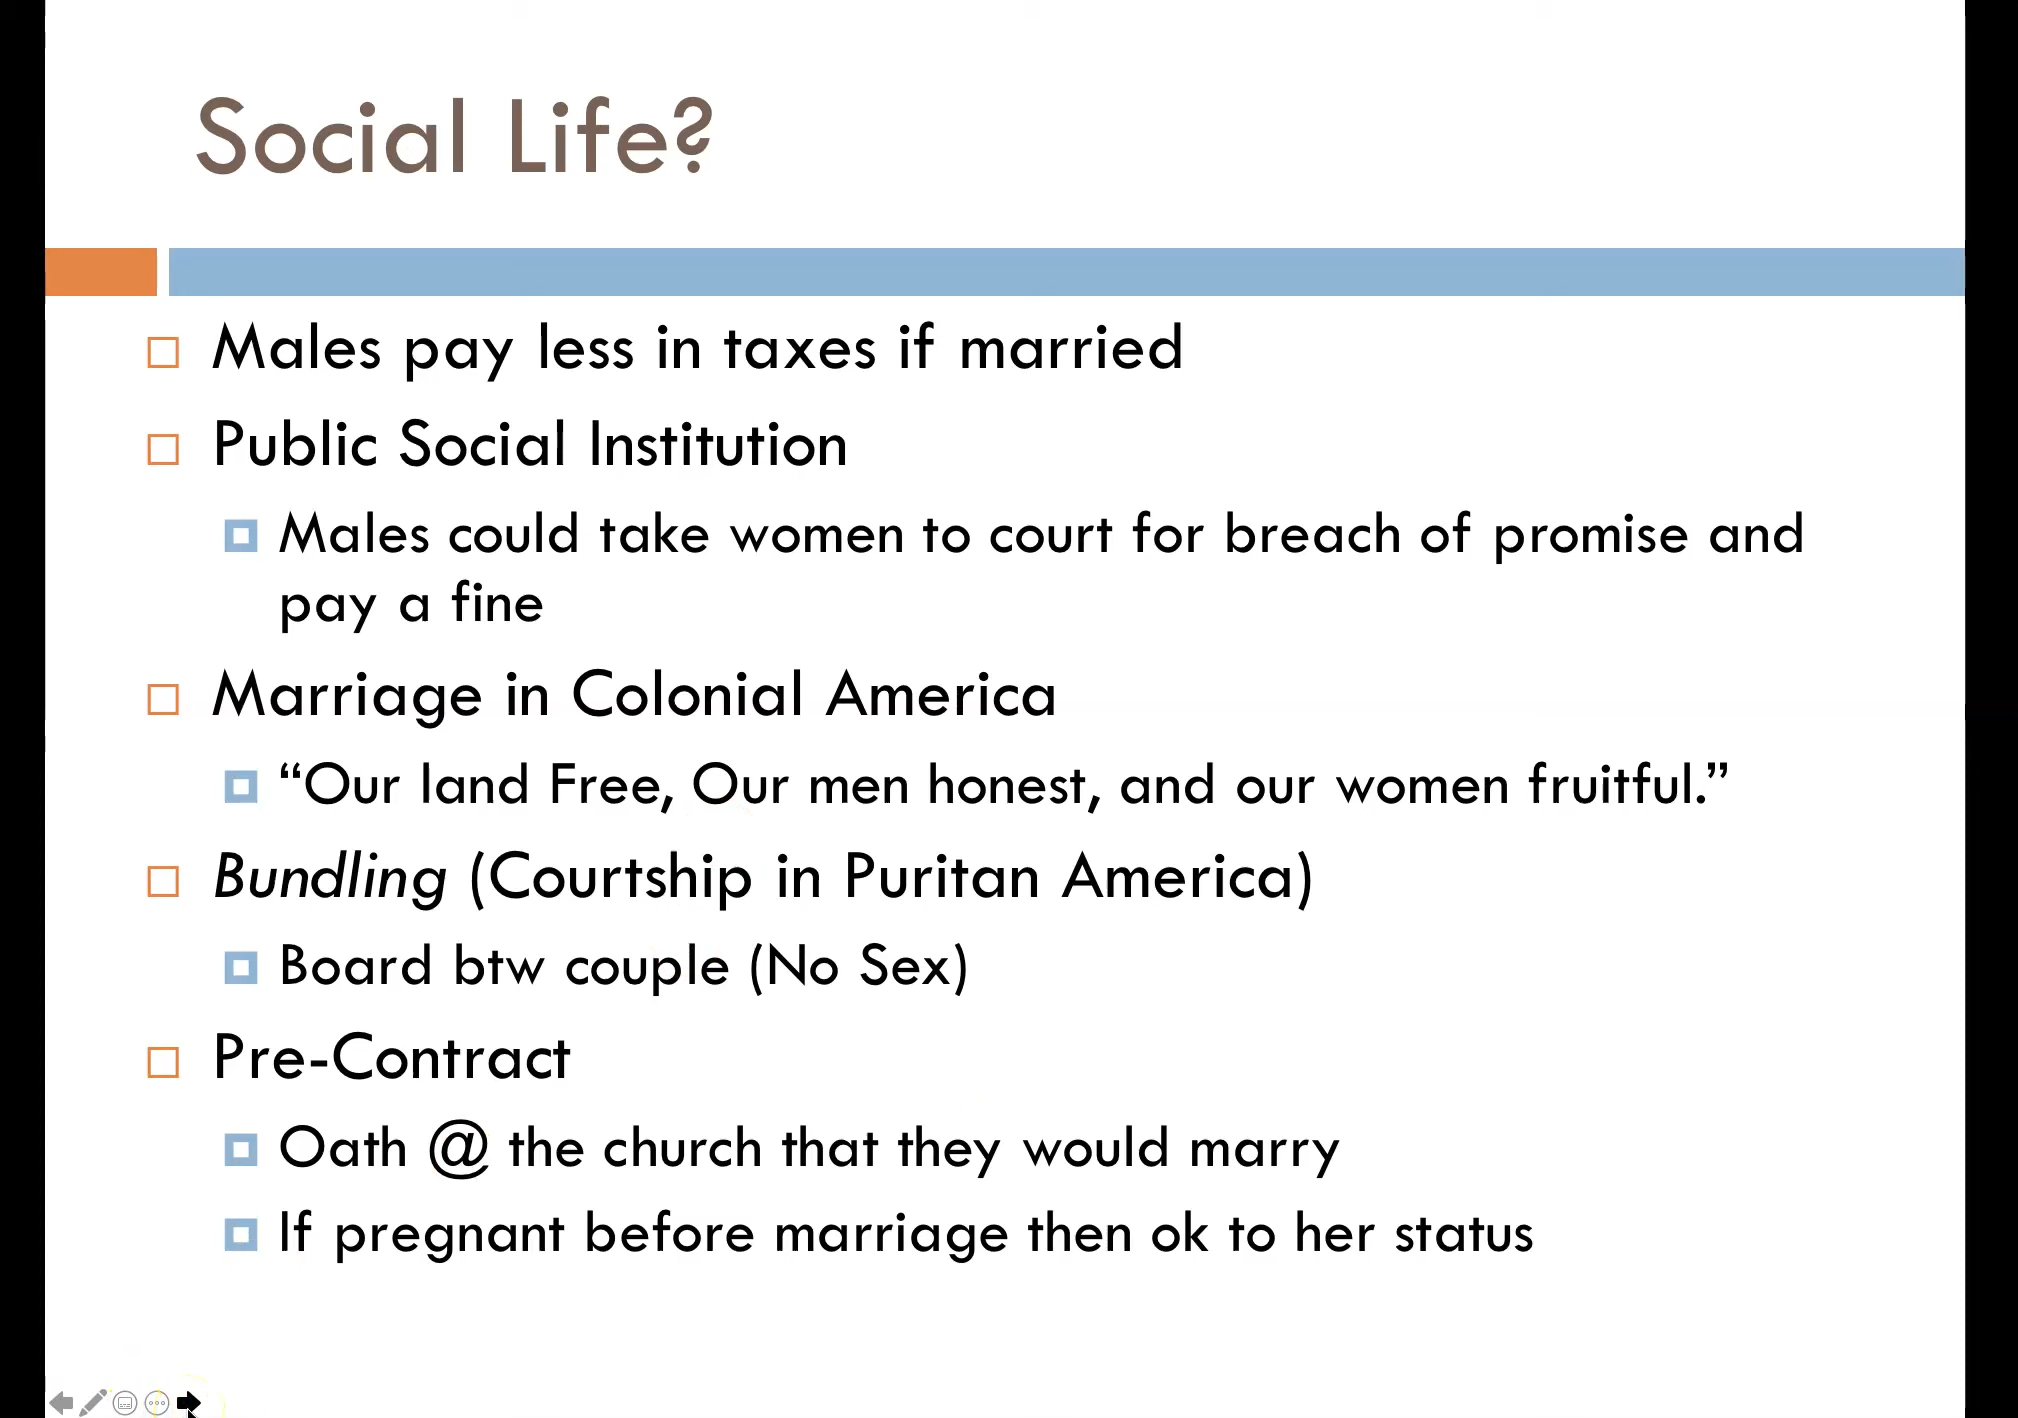 Social Life?
Males pay less in taxes if married
Public Social Institution
Males could take women to court for breach of promise and
pay a fine
Marriage in Colonial America
“Our land Free, Our men honest, and our women fruitful.”
Bundling (Courtship in Puritan America)
Board btw couple (No Sex)
Pre-Contract
Oath @ the church that they would marry
If pregnant before marriage then ok to her status